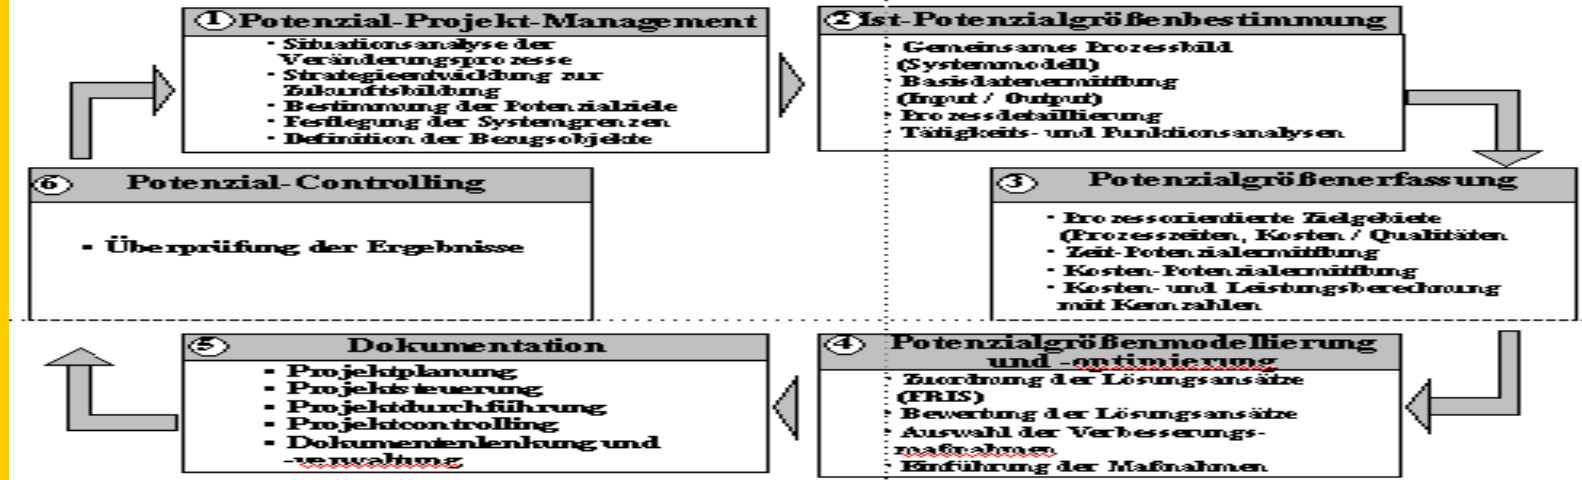 ① Potenzial-Projekt-Management
· Situationsanalyse der
Veränderungsprozesse
· Strategieentwicklung zur
Zukunftsbildung
· Bestimmung der Potenzialziele
· Festlegung der Systemgrenzen
· Definition der Bezugsobjekte
② Ist-Potenzialgrößenbestimmung
· Gemeinsames Prozessbild
(Systemmodell)
· Basisdatenermittlung
(Input / Output)
· Prozessdetaillierung
· Tätigkeits- und Funktionsanalysen
③ Potenzialgrößenerfassung
· Prozessorientierte Zielgebiete
(Prozesszeiten, Kosten / Qualitäten
· Zeit-Potenzialermittlung
· Kosten-Potenzialermittlung
· Kosten- und Leistungsberechnung
mit Kennzahlen
④ Potenzialgrößenmodellierung
und -optimierung
· Zuordnung der Lösungsansätze
(FRIS)
· Bewertung der Lösungsansätze
· Auswahl der Verbesserungs-
maßnahmen
· Einführung der Maßnahmen
⑤ Dokumentation
▪ Projektplanung
▪ Projektsteuerung
▪ Projektdurchführung
▪ Projektcontrolling
▪ Dokumentenlenkung und
-verwaltung
⑥ Potenzial-Controlling
▪ Überprüfung der Ergebnisse